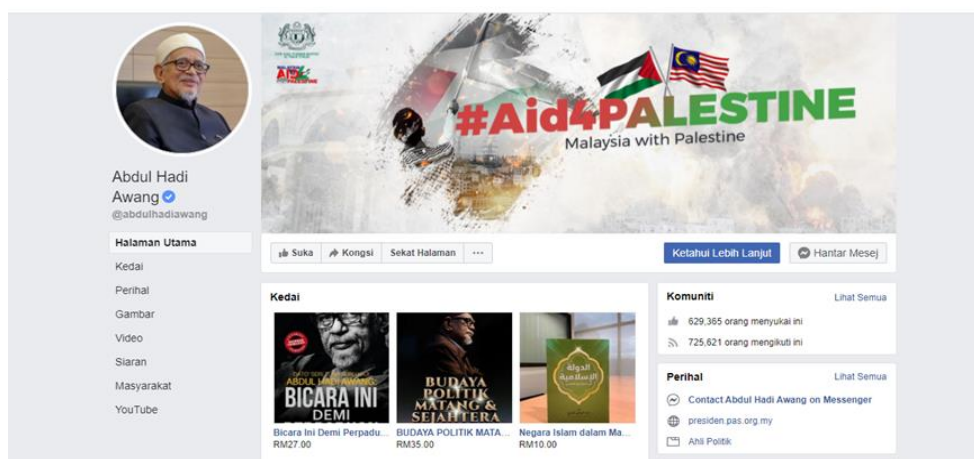 #Aid4PALESTINE
Malaysia with Palestine
Abdul Hadi
Awang
@abdulhadiawang
Halaman Utama
Kedai
Perihal
Gambar
Video
Siaran
Masyarakat
YouTube
Suka
Kongsi
Sekat Halaman
...
Ketahui Lebih Lanjut
Hantar Mesej
Kedai
ABDUL HADI AWANG:
BICARA INI
DEMI
BUDAYA
POLITIK
MATANG &
SEJAHTERA
الدولة
الإسلامية
Bicara Ini Demi Perpadu...
RM27.00
BUDAYA POLITIK MATA...
RM35.00
Negara Islam dalam Ma...
RM10.00
Komuniti
Lihat Semua
629,365 orang menyukai ini
725,621 orang mengikuti ini
Perihal
Lihat Semua
Contact Abdul Hadi Awang on Messenger
presiden.pas.org.my
Ahli Politik